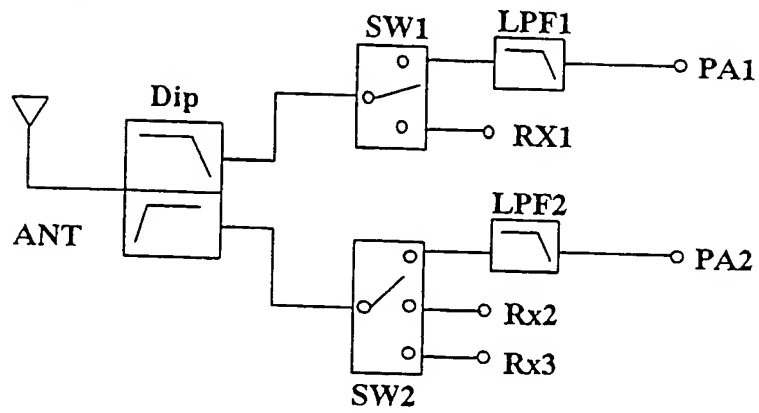 SW1
LPF1
PA1
Dip
RX1
ANT
LPF2
PA2
Rx2
Rx3
SW2